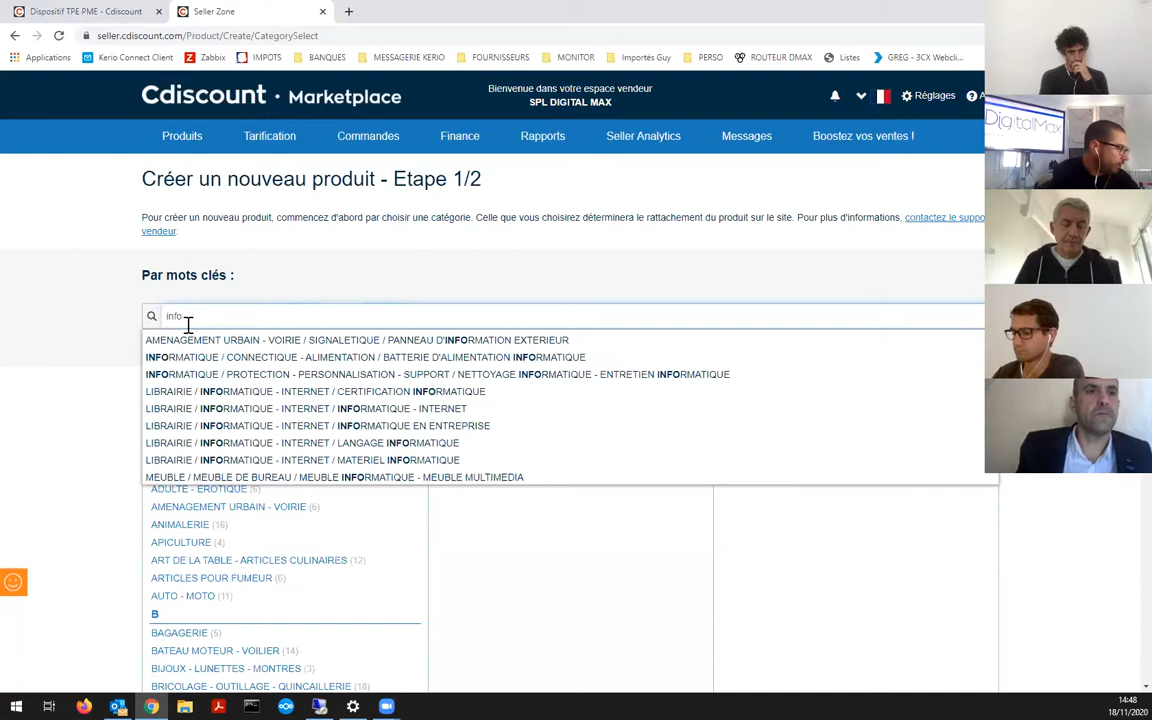 Dispositif TPE PME - Cdiscount
Seller Zone
seller.cdiscount.com/Product/Create/CategorySelect
Applications
Kerio Connect Client
Zabbix
IMPOTS
BANQUES
MESSAGERIE KERIO
FOURNISSEURS
MONITOR
Importés Guy
PERSO
ROUTEUR DMAX
Listes
GREG - 3CX Webcli...
Cdiscount • Marketplace
Bienvenue dans votre espace vendeur
SPL DIGITAL MAX
Réglages
Produits
Tarification
Commandes
Finance
Rapports
Seller Analytics
Messages
Boostez vos ventes !
DigitalMax
Créer un nouveau produit - Etape 1/2
Pour créer un nouveau produit, commencez d'abord par choisir une catégorie. Celle que vous choisirez déterminera le rattachement du produit sur le site. Pour plus d'informations, contactez le suppo
vendeur.
Par mots clés :
info
AMENAGEMENT URBAIN - VOIRIE / SIGNALETIQUE / PANNEAU D'INFORMATION EXTERIEUR
INFORMATIQUE / CONNECTIQUE - ALIMENTATION / BATTERIE D'ALIMENTATION INFORMATIQUE
INFORMATIQUE / PROTECTION - PERSONNALISATION - SUPPORT / NETTOYAGE INFORMATIQUE - ENTRETIEN INFORMATIQUE
LIBRAIRIE / INFORMATIQUE - INTERNET / CERTIFICATION INFORMATIQUE
LIBRAIRIE / INFORMATIQUE - INTERNET / INFORMATIQUE - INTERNET
LIBRAIRIE / INFORMATIQUE - INTERNET / INFORMATIQUE EN ENTREPRISE
LIBRAIRIE / INFORMATIQUE - INTERNET / LANGAGE INFORMATIQUE
LIBRAIRIE / INFORMATIQUE - INTERNET / MATERIEL INFORMATIQUE
MEUBLE / MEUBLE DE BUREAU / MEUBLE INFORMATIQUE - MEUBLE MULTIMEDIA
ADULTE - EROTIQUE (6)
AMENAGEMENT URBAIN - VOIRIE (6)
ANIMALERIE (16)
APICULTURE (4)
ART DE LA TABLE - ARTICLES CULINAIRES (12)
ARTICLES POUR FUMEUR (6)
AUTO - MOTO (11)
B
BAGAGERIE (5)
BATEAU MOTEUR - VOILIER (14)
BIJOUX - LUNETTES - MONTRES (3)
BRICOLAGE - OUTILLAGE - QUINCAILLERIE (18)
14:48
18/11/2020